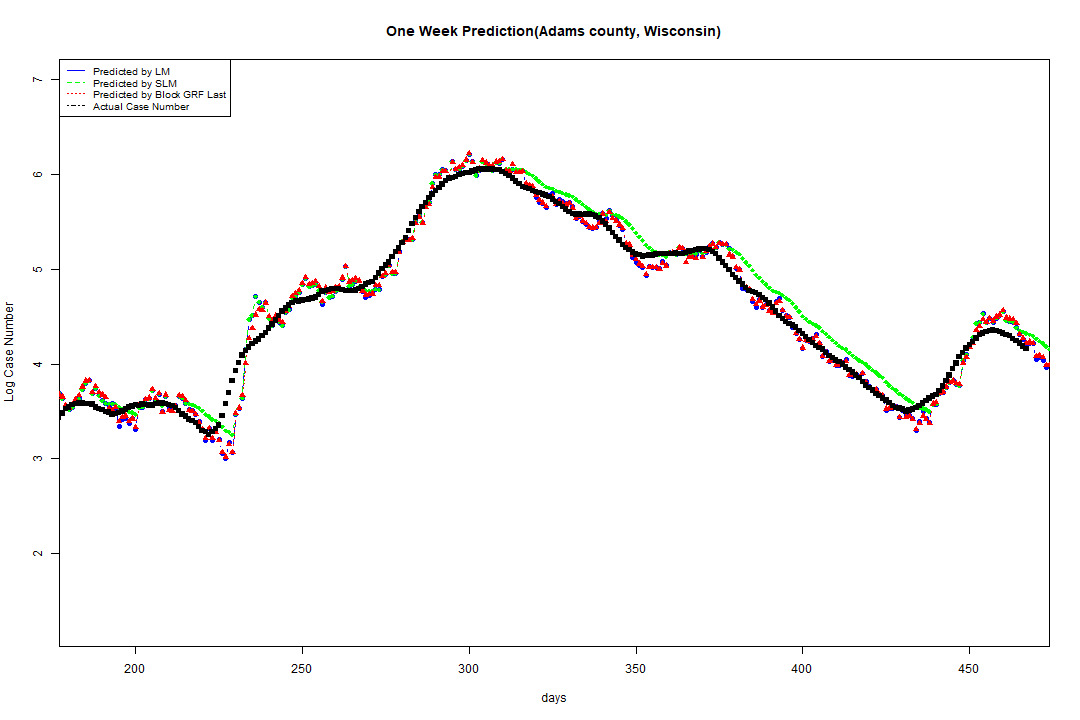 One Week Prediction(Adams county, Wisconsin)
Predicted by LM
Predicted by SLM
Predicted by Block GRF Last
Actual Case Number
7
6
5
4
3
2
Log Case Number
200 250 300 350 400 450
days